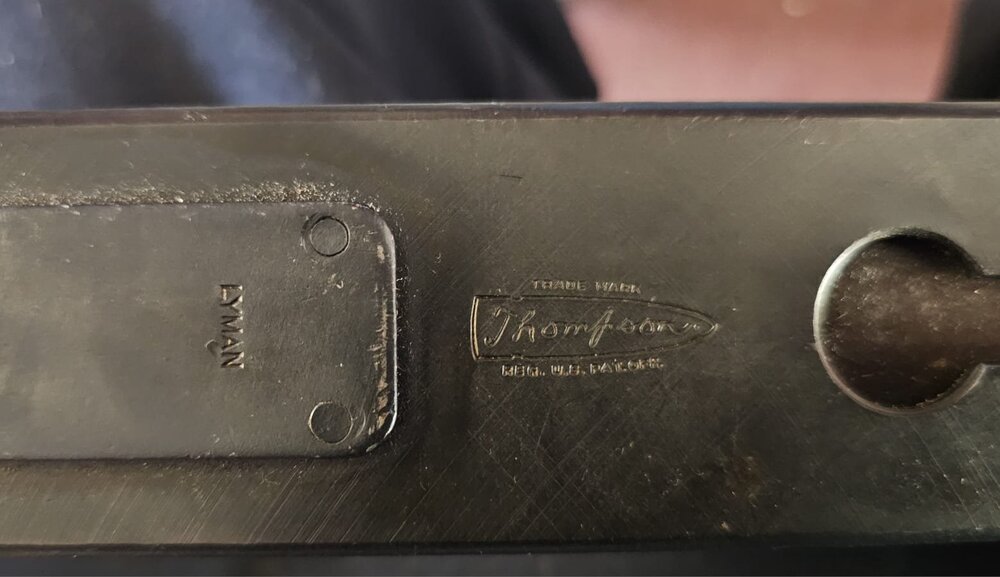 LYMAN
TRADE MARK
Thompson
REG. U.S. PAT. OFF.